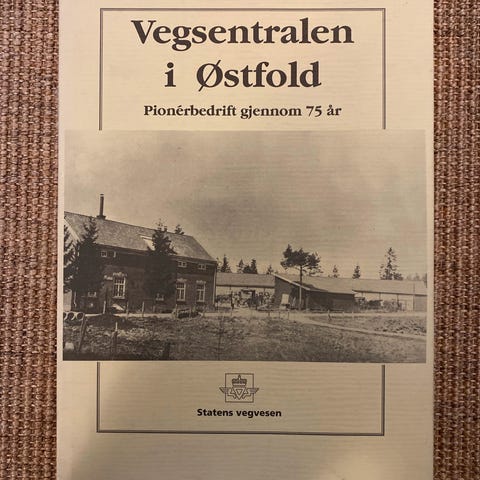 Vegsentralen
i Østfold
Pionérbedrift gjennom 75 år
Statens vegvesen